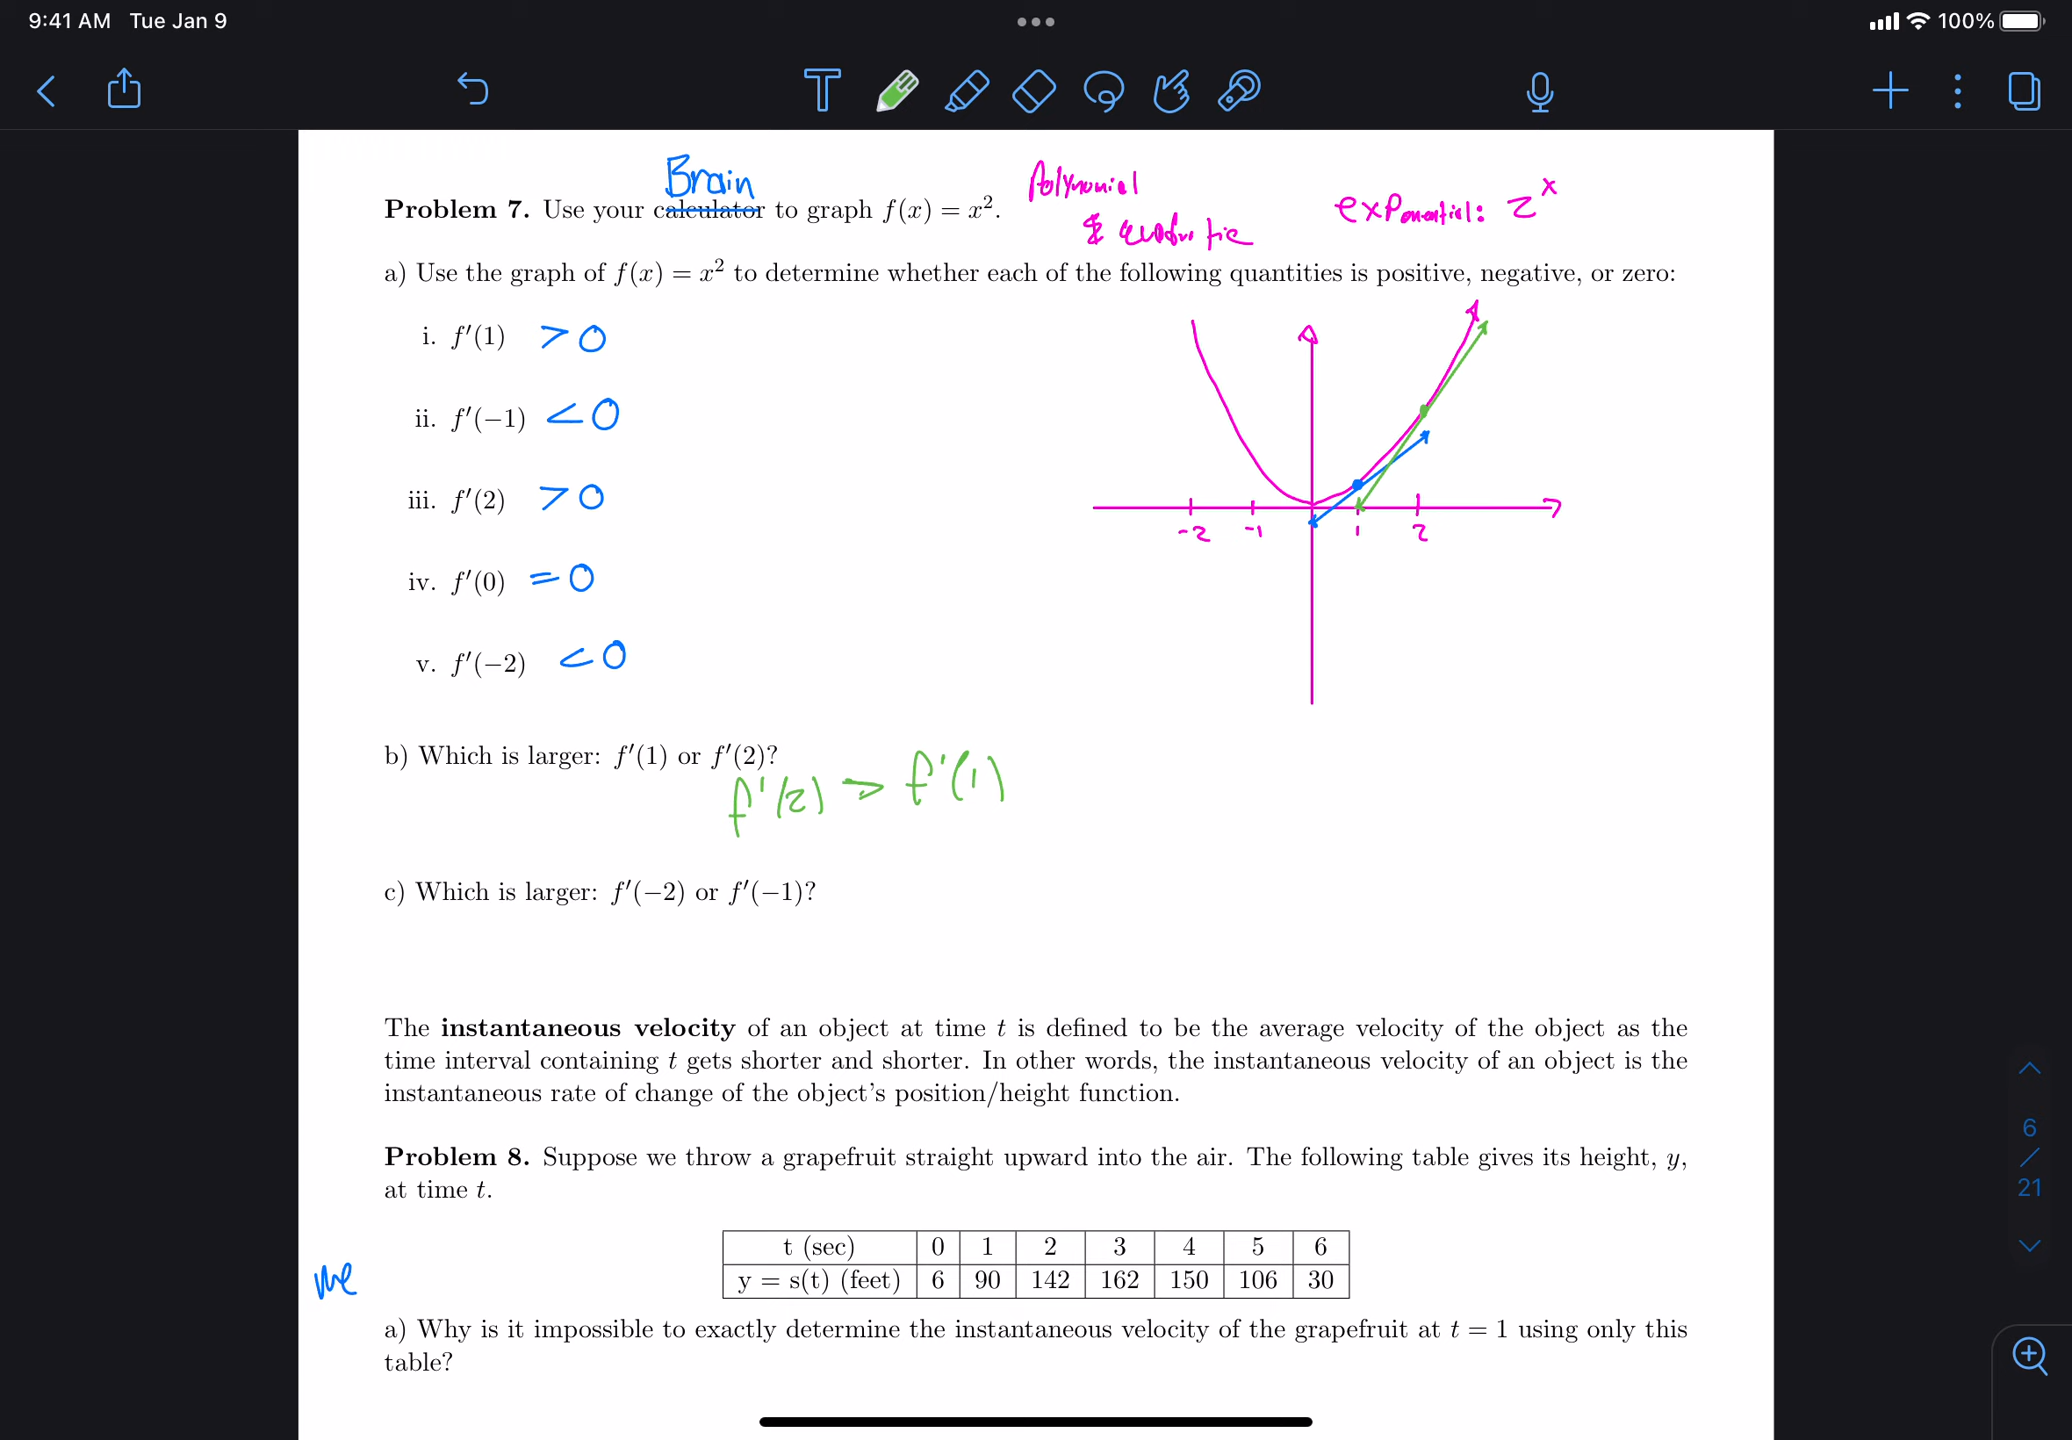 9:41 AM Tue Jan 9
100%
Brain
Polynomial
Problem 7. Use your calculator to graph f(x) = x².
& quadratic
exponential: 2ˣ
a) Use the graph of f(x) = x² to determine whether each of the following quantities is positive, negative, or zero:
i. f′(1) > 0
ii. f′(−1) < 0
iii. f′(2) > 0
iv. f′(0) = 0
v. f′(−2) < 0
-2 -1 1 2
b) Which is larger: f′(1) or f′(2)?
f'(2) > f'(1)
c) Which is larger: f′(−2) or f′(−1)?
The instantaneous velocity of an object at time t is defined to be the average velocity of the object as the
time interval containing t gets shorter and shorter. In other words, the instantaneous velocity of an object is the
instantaneous rate of change of the object's position/height function.
6
/
21
Problem 8. Suppose we throw a grapefruit straight upward into the air. The following table gives its height, y,
at time t.
t (sec) 0 1 2 3 4 5 6
y = s(t) (feet) 6 90 142 162 150 106 30
me
a) Why is it impossible to exactly determine the instantaneous velocity of the grapefruit at t = 1 using only this
table?